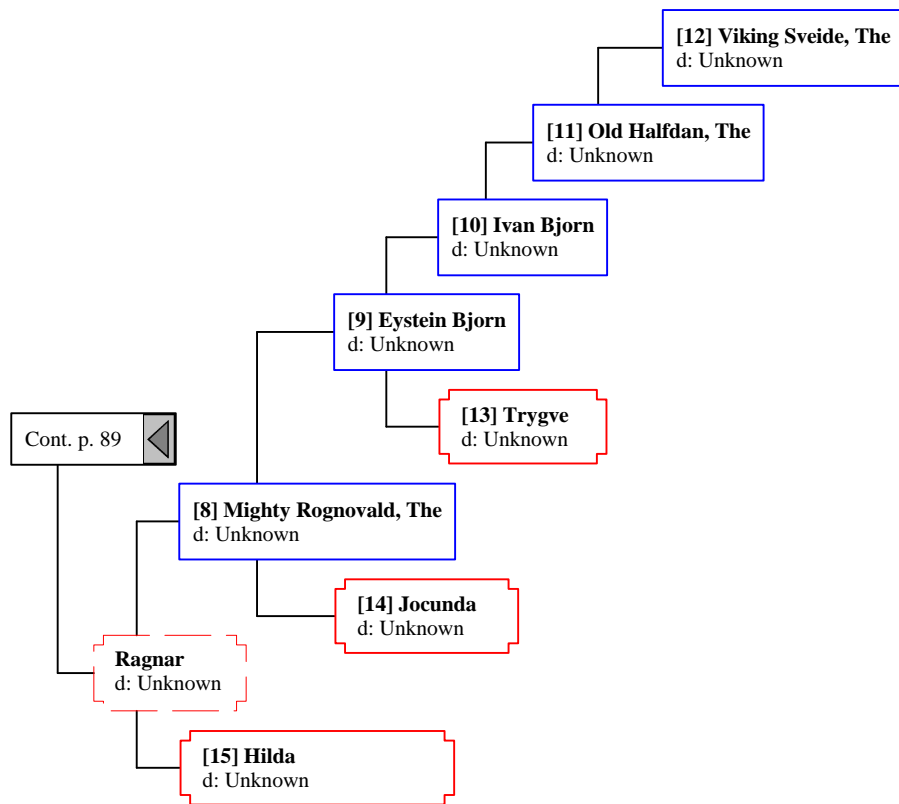 [12] Viking Sveide, The
d: Unknown
[11] Old Halfdan, The
d: Unknown
[10] Ivan Bjorn
d: Unknown
[9] Eystein Bjorn
d: Unknown
[13] Trygve
d: Unknown
Cont. p. 89
[8] Mighty Rognovald, The
d: Unknown
[14] Jocunda
d: Unknown
Ragnar
d: Unknown
[15] Hilda
d: Unknown